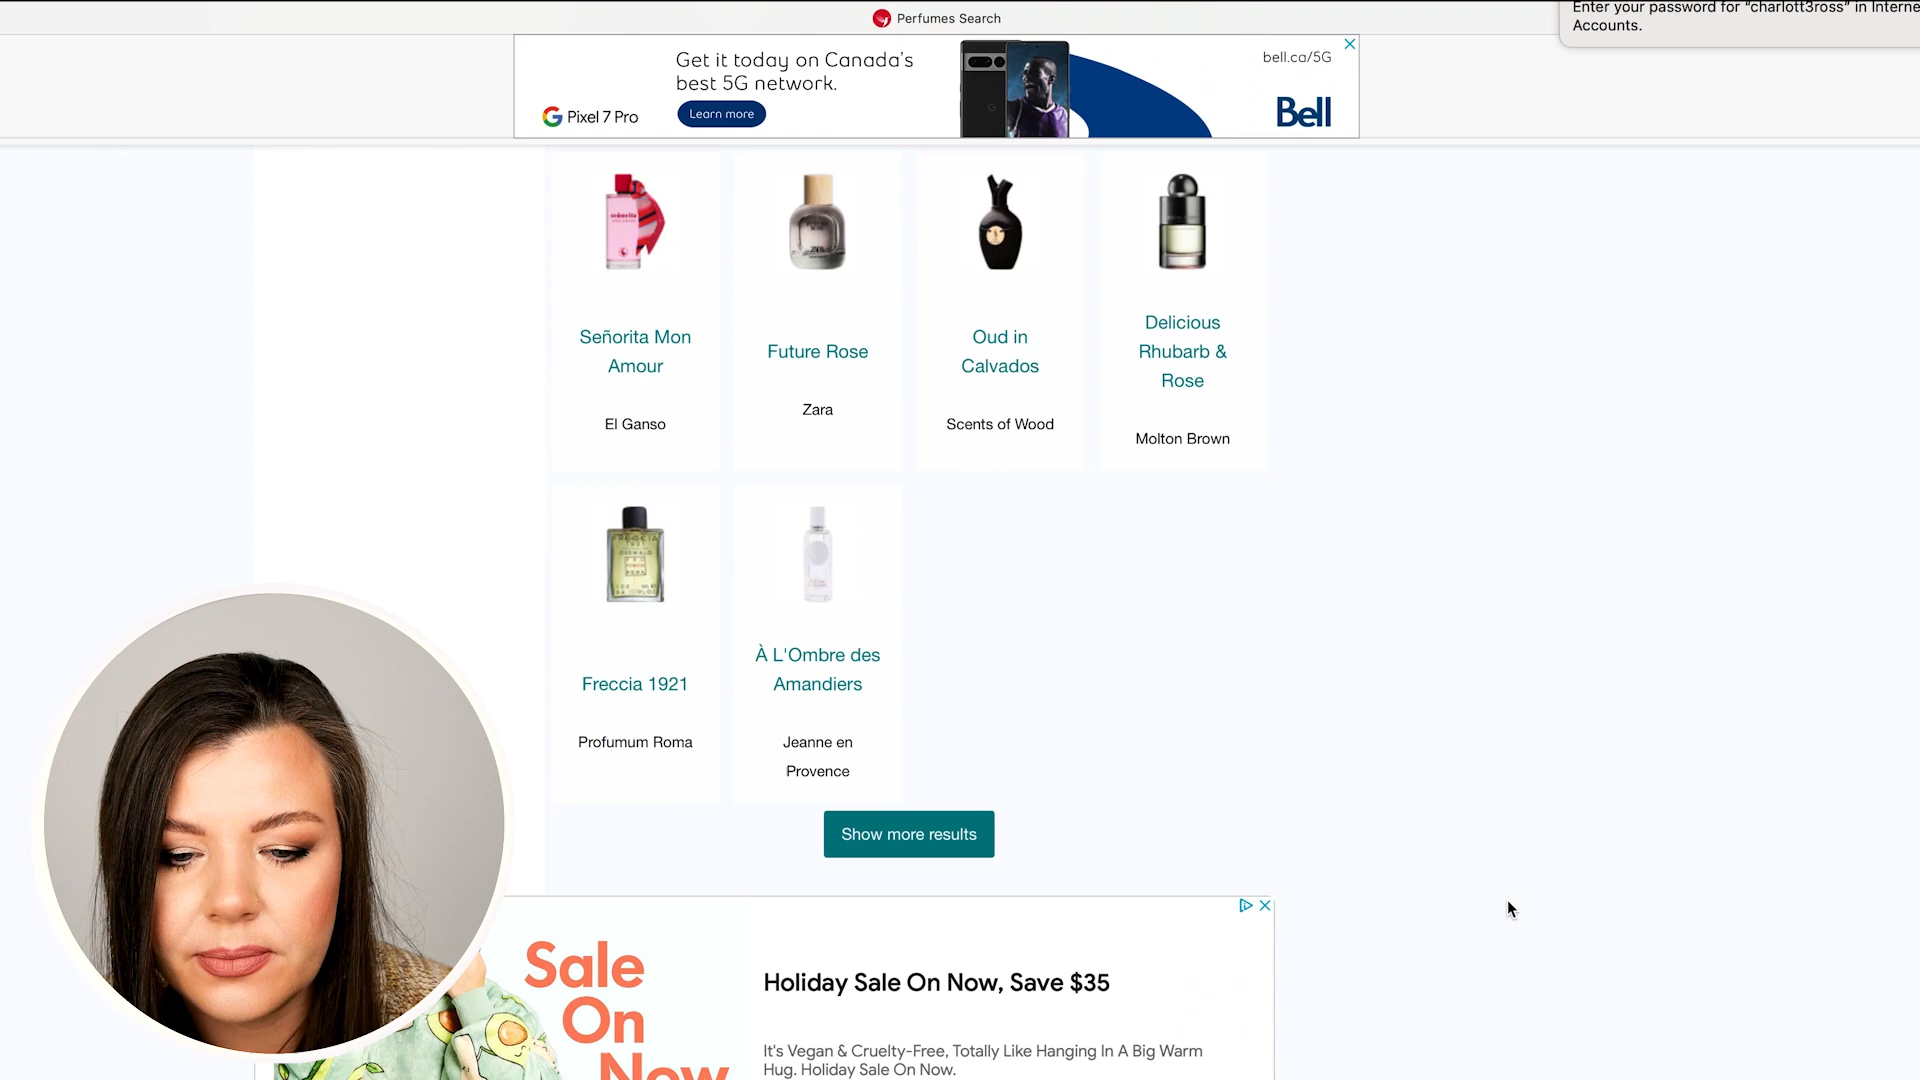 Perfumes Search
Enter your password for “charlott3ross” in Interne
Accounts.
Get it today on Canada’s
best 5G network.
Learn more
G Pixel 7 Pro
bell.ca/5G
Bell
Señorita Mon
Amour
El Ganso
Future Rose
Zara
Oud in
Calvados
Scents of Wood
Delicious
Rhubarb &
Rose
Molton Brown
Freccia 1921
Profumum Roma
À L'Ombre des
Amandiers
Jeanne en
Provence
Show more results
Sale
On
Now
Holiday Sale On Now, Save $35
It's Vegan & Cruelty-Free, Totally Like Hanging In A Big Warm
Hug. Holiday Sale On Now.